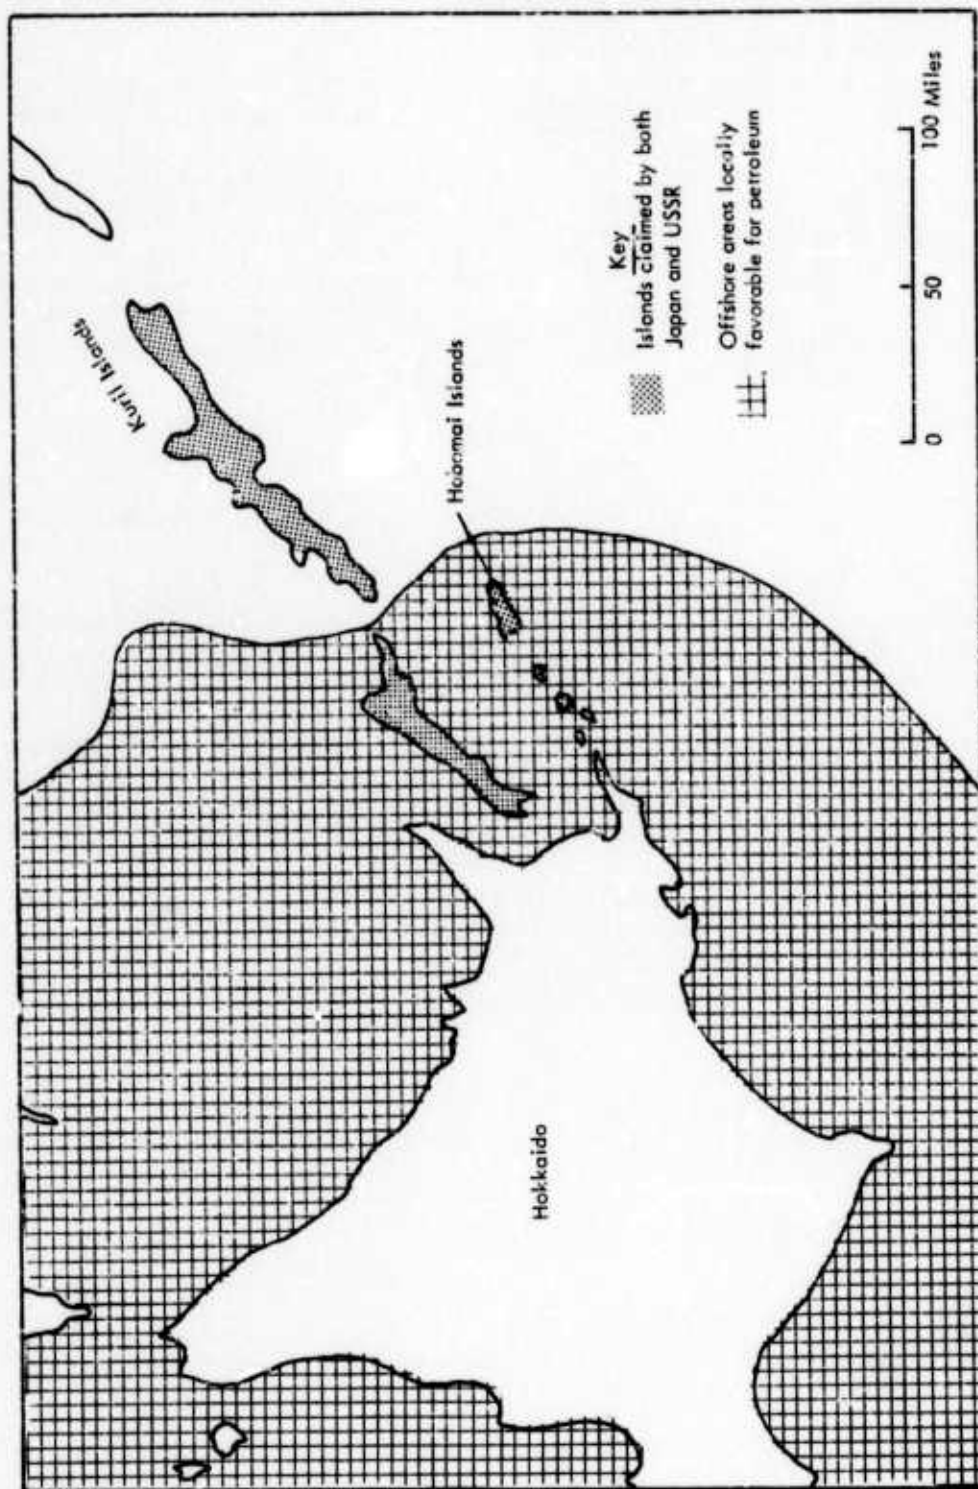 Kuril Islands
Haoomai Islands
Hokkaido
Key
Islands claimed by both
Japan and USSR
Offshore areas locally
favorable for petroleum
0 50 100 Miles